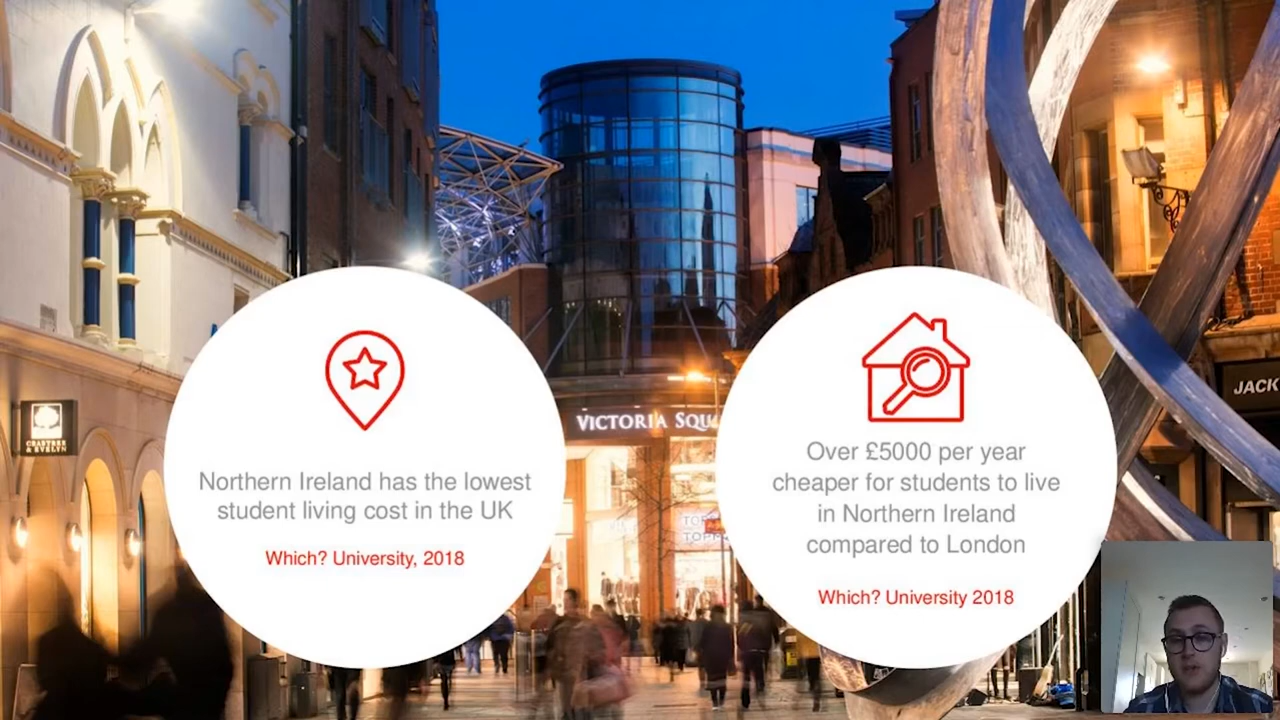 CRABTREE
& EVELYN
VICTORIA SQU
JACK
Northern Ireland has the lowest
student living cost in the UK
Which? University, 2018
Over £5000 per year
cheaper for students to live
in Northern Ireland
compared to London
Which? University 2018